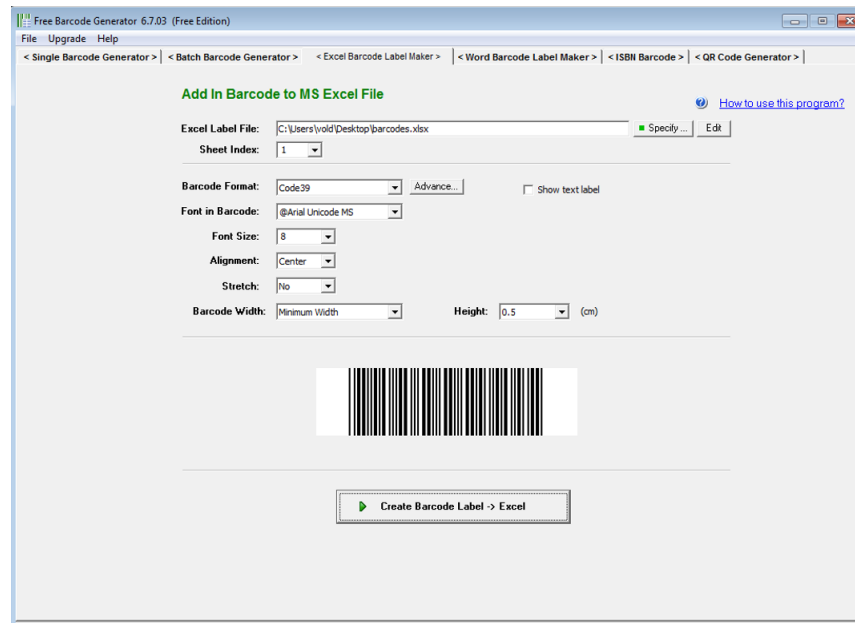 Free Barcode Generator 6.7.03 (Free Edition)
File Upgrade Help
< Single Barcode Generator > < Batch Barcode Generator > < Excel Barcode Label Maker > < Word Barcode Label Maker > < ISBN Barcode > < QR Code Generator >
Add In Barcode to MS Excel File
How to use this program?
Excel Label File: C:\Users\vold\Desktop\barcodes.xlsx Specify ... Edit
Sheet Index: 1
Barcode Format: Code39 Advance... Show text label
Font in Barcode: @Arial Unicode MS
Font Size: 8
Alignment: Center
Stretch: No
Barcode Width: Minimum Width Height: 0.5 (cm)
Create Barcode Label -> Excel